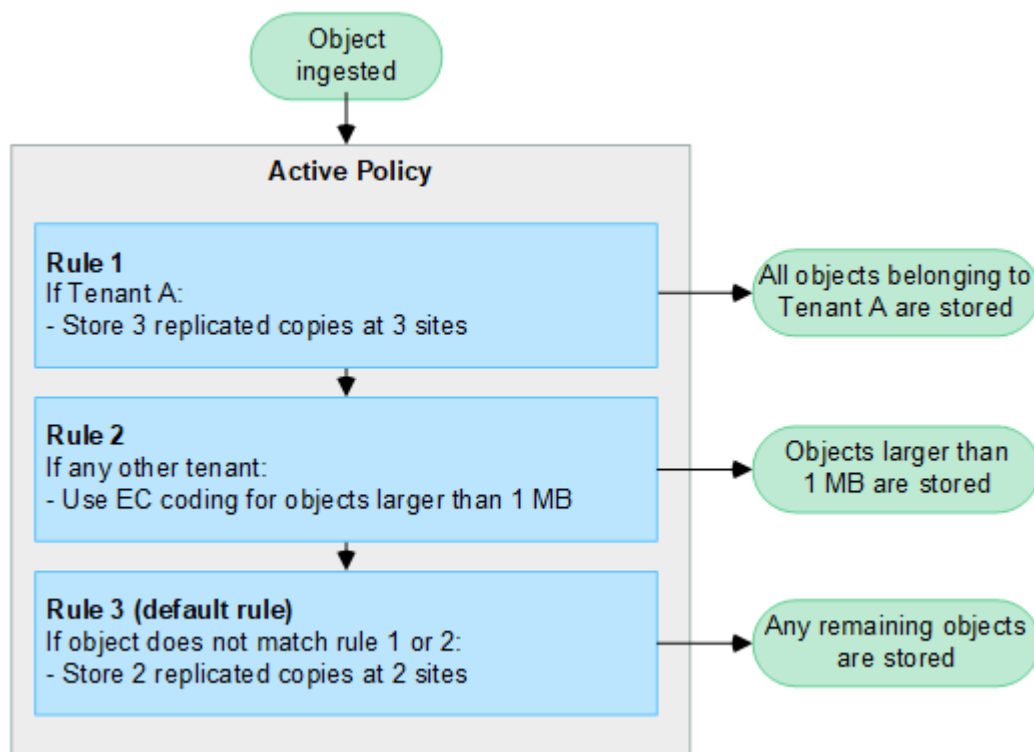 Object
ingested
Active Policy
Rule 1
If Tenant A:
- Store 3 replicated copies at 3 sites
All objects belonging to
Tenant A are stored
Rule 2
If any other tenant:
- Use EC coding for objects larger than 1 MB
Objects larger than
1 MB are stored
Rule 3 (default rule)
If object does not match rule 1 or 2:
- Store 2 replicated copies at 2 sites
Any remaining objects
are stored